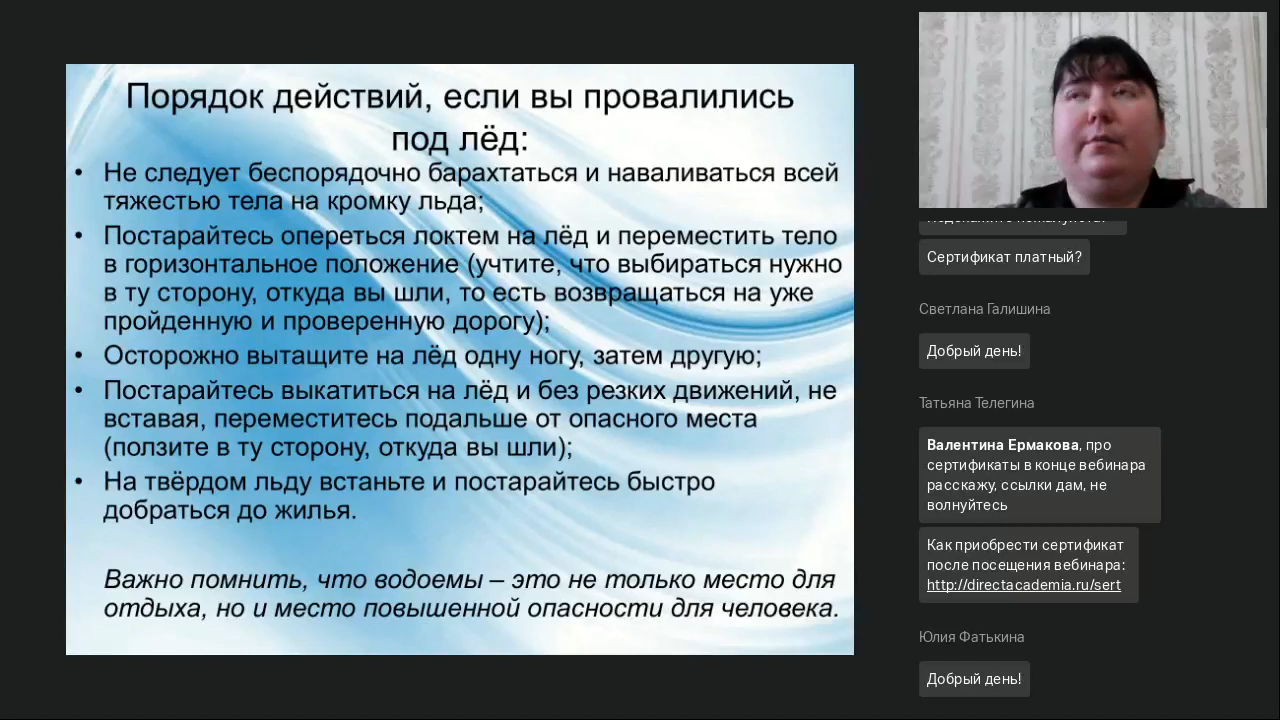 Порядок действий, если вы провалились
под лёд:
• Не следует беспорядочно барахтаться и наваливаться всей
тяжестью тела на кромку льда;
• Постарайтесь опереться локтем на лёд и переместить тело
в горизонтальное положение (учтите, что выбираться нужно
в ту сторону, откуда вы шли, то есть возвращаться на уже
пройденную и проверенную дорогу);
• Осторожно вытащите на лёд одну ногу, затем другую;
• Постарайтесь выкатиться на лёд и без резких движений, не
вставая, переместитесь подальше от опасного места
(ползите в ту сторону, откуда вы шли);
• На твёрдом льду встаньте и постарайтесь быстро
добраться до жилья.
Важно помнить, что водоемы – это не только место для
отдыха, но и место повышенной опасности для человека.
Сертификат платный?
Светлана Галишина
Добрый день!
Татьяна Телегина
Валентина Ермакова, про
сертификаты в конце вебинара
расскажу, ссылки дам, не
волнуйтесь
Как приобрести сертификат
после посещения вебинара:
http://directacademia.ru/sert
Юлия Фатькина
Добрый день!